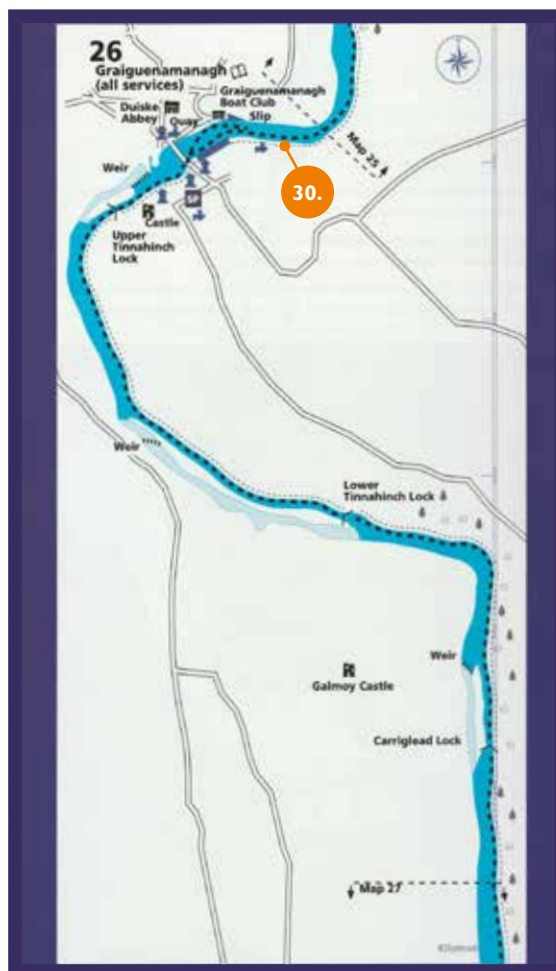 26
Graiguenamanagh
(all services)
Graiguenamanagh
Boat Club
Duiske
Abbey
Quay
Slip
Map 25
30.
Weir
SP
Castle
Upper
Tinnahinch
Lock
Weir
Lower
Tinnahinch Lock
Weir
Galmoy Castle
Carriglead Lock
Map 27